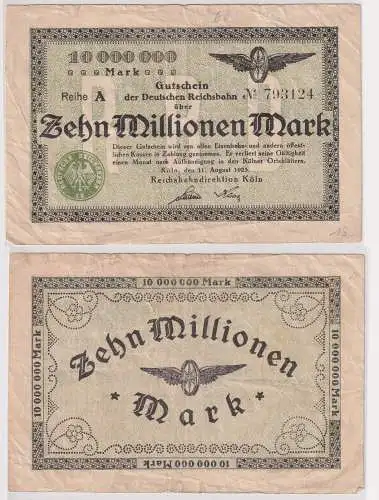 10 000 000
Mark
Gutschein
Reihe A der Deutschen Reichsbahn № 793124
über
Zehn Millionen Mark
Dieser Gutschein wird von allen Eisenbahn- und andern öffent-
lichen Kassen in Zahlung genommen. Er verliert seine Gültigkeit
einen Monat nach Aufkündigung in den Kölner Ortsblättern.
Köln, den 11. August 1923.
Reichsbahndirektion Köln
10 000 000 Mark
10 000 000 Mark
Zehn Millionen
Mark
10 000 000 Mark
10 000 000 Mark